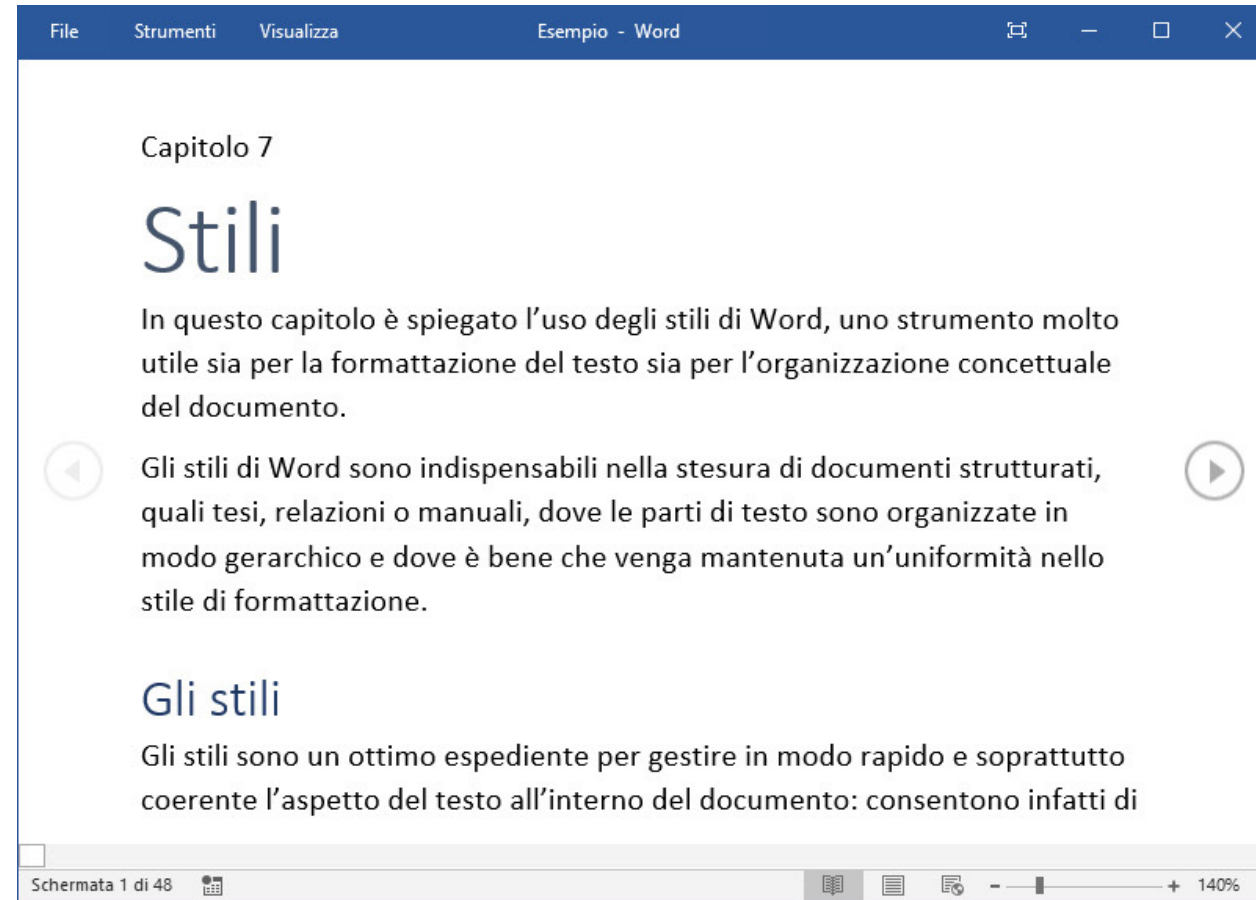 File Strumenti Visualizza Esempio - Word
Capitolo 7
Stili
In questo capitolo è spiegato l’uso degli stili di Word, uno strumento molto
utile sia per la formattazione del testo sia per l’organizzazione concettuale
del documento.
Gli stili di Word sono indispensabili nella stesura di documenti strutturati,
quali tesi, relazioni o manuali, dove le parti di testo sono organizzate in
modo gerarchico e dove è bene che venga mantenuta un’uniformità nello
stile di formattazione.
Gli stili
Gli stili sono un ottimo espediente per gestire in modo rapido e soprattutto
coerente l’aspetto del testo all’interno del documento: consentono infatti di
Schermata 1 di 48 - + 140%